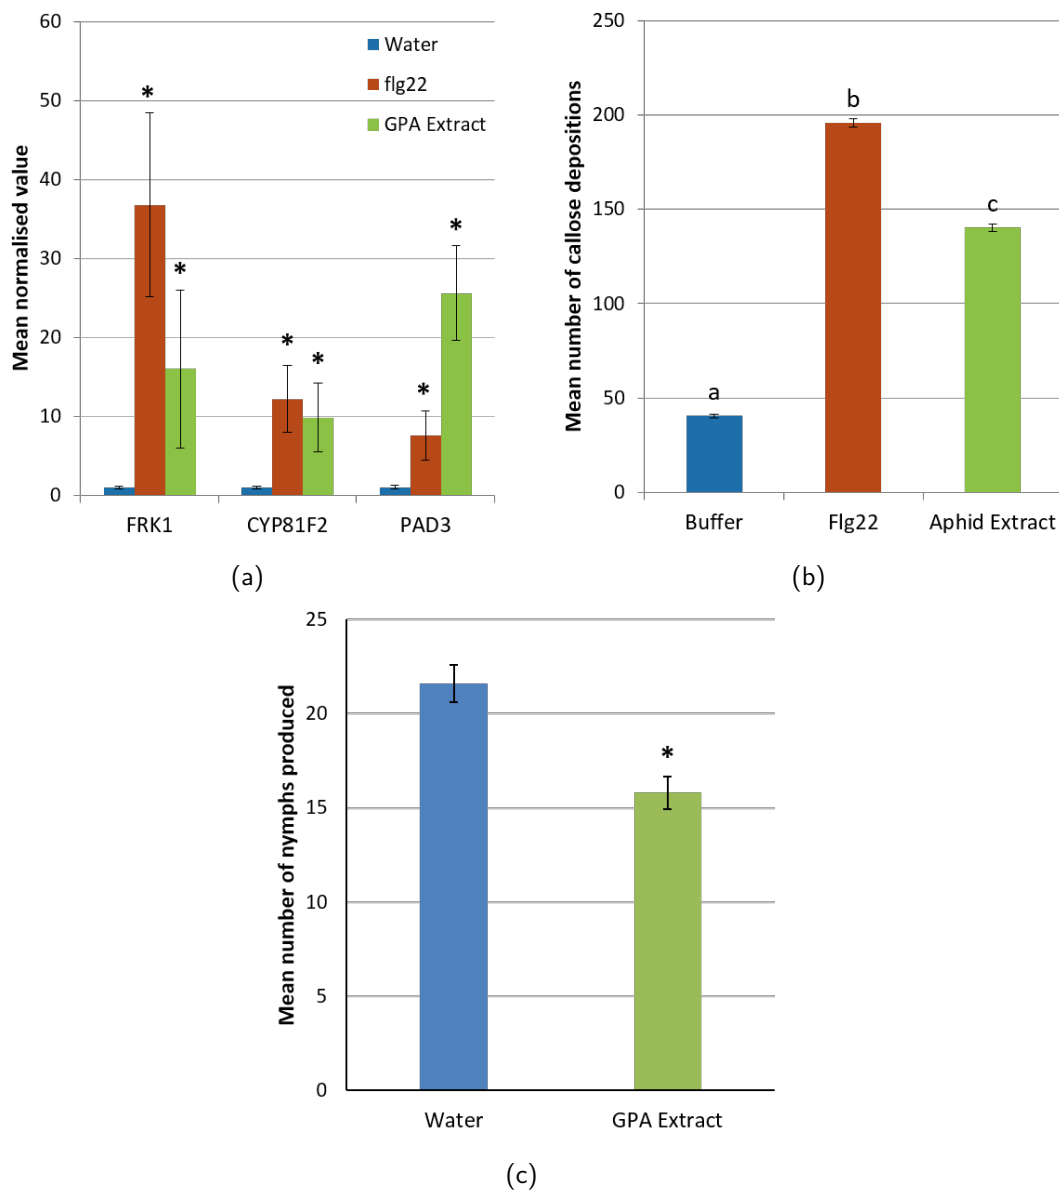 Mean normalised value
60
50
40
30
20
10
0
Water
flg22
GPA Extract
*
*
*
*
*
*
FRK1
CYP81F2
PAD3
(a)
Mean number of callose depositions
250
200
150
100
50
0
a
b
c
Buffer
Flg22
Aphid Extract
(b)
Mean number of nymphs produced
25
20
15
10
5
0
*
Water
GPA Extract
(c)